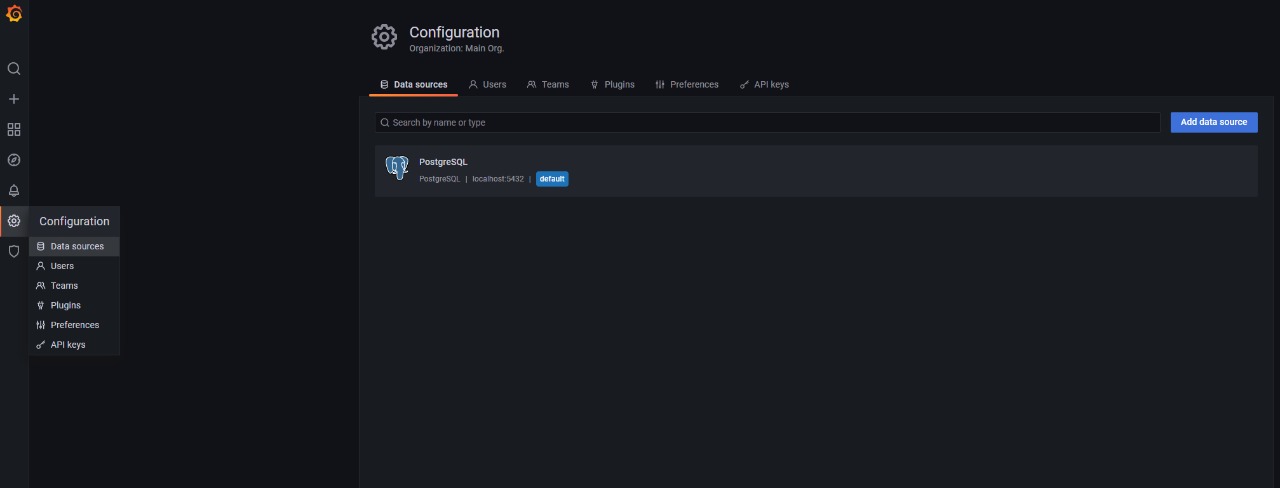 Configuration
Organization: Main Org.
Data sources Users Teams Plugins Preferences API keys
Search by name or type Add data source
PostgreSQL
PostgreSQL | localhost:5432 | default
Configuration
Data sources
Users
Teams
Plugins
Preferences
API keys